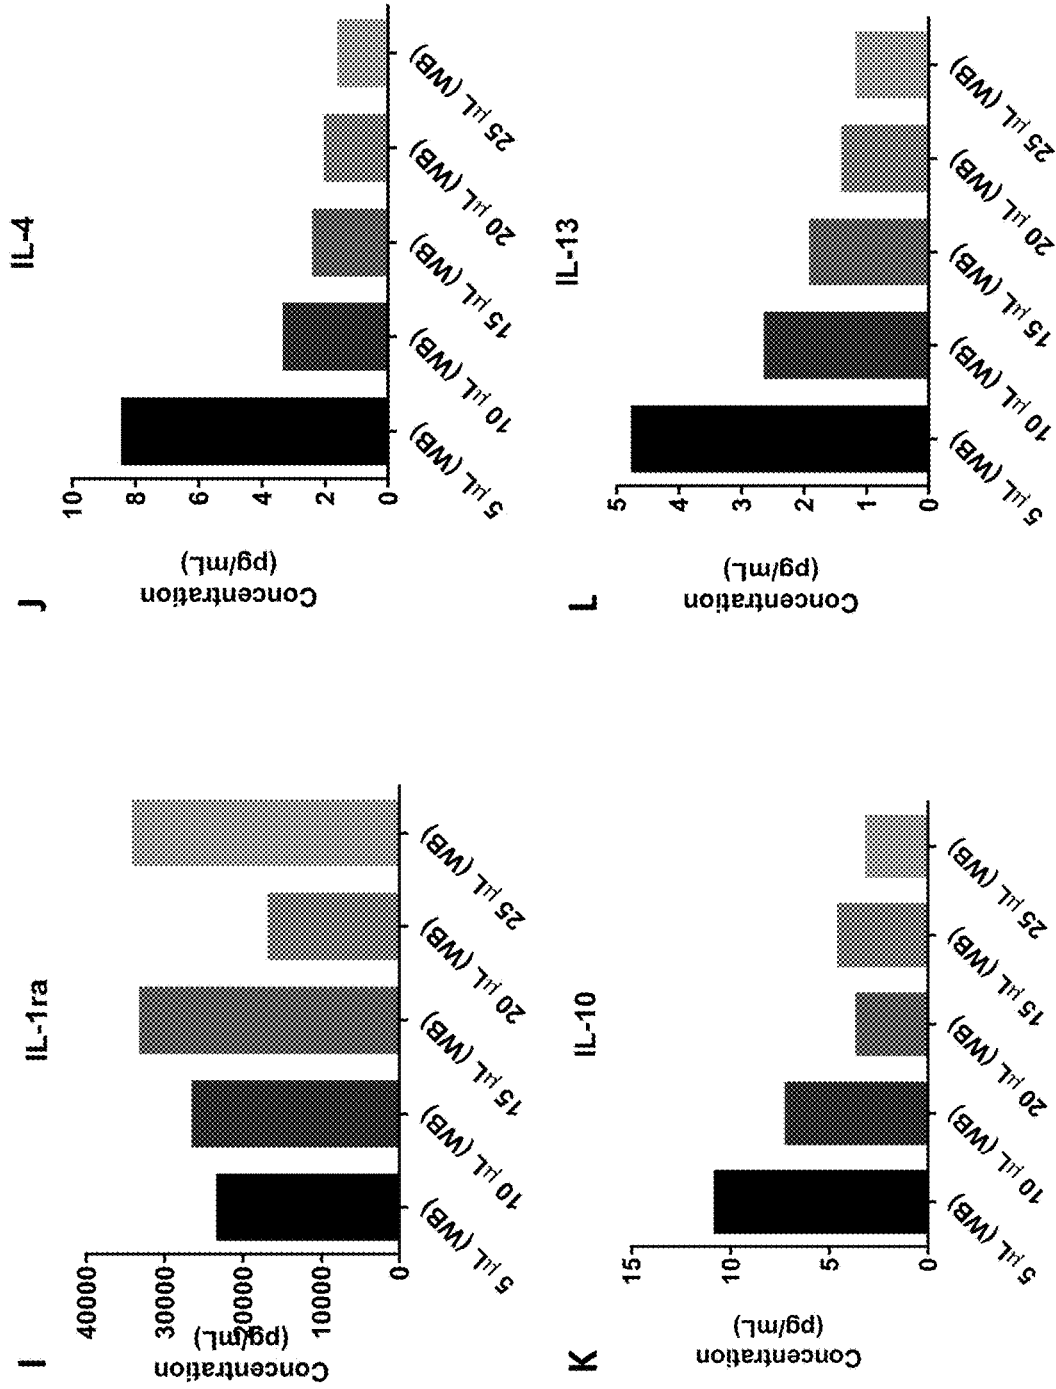 I
IL-1ra
Concentration
(pg/mL)
40000
30000
20000
10000
0
5 µL (WB)
10 µL (WB)
15 µL (WB)
20 µL (WB)
25 µL (WB)
J
IL-4
Concentration
(pg/mL)
10
8
6
4
2
0
5 µL (WB)
10 µL (WB)
15 µL (WB)
20 µL (WB)
25 µL (WB)
K
IL-10
Concentration
(pg/mL)
15
10
5
0
5 µL (WB)
10 µL (WB)
20 µL (WB)
15 µL (WB)
25 µL (WB)
L
IL-13
Concentration
(pg/mL)
5
4
3
2
1
0
5 µL (WB)
10 µL (WB)
15 µL (WB)
20 µL (WB)
25 µL (WB)